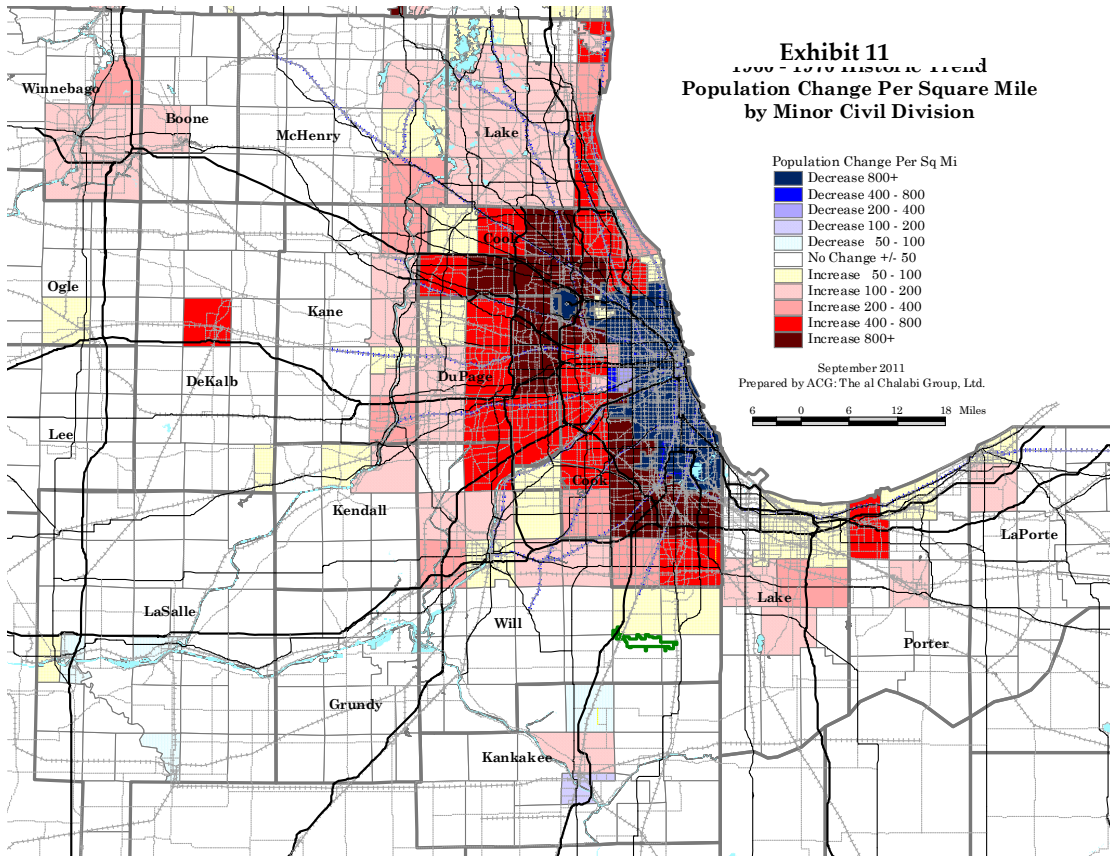 Exhibit 11
1960 - 1970 Historic Trend
Population Change Per Square Mile
by Minor Civil Division
Population Change Per Sq Mi
Decrease 800+
Decrease 400 - 800
Decrease 200 - 400
Decrease 100 - 200
Decrease 50 - 100
No Change +/- 50
Increase 50 - 100
Increase 100 - 200
Increase 200 - 400
Increase 400 - 800
Increase 800+
September 2011
Prepared by ACG: The al Chalabi Group, Ltd.
6 0 6 12 18 Miles
Winnebago
Boone
McHenry
Lake
Cook
Ogle
Kane
DeKalb
DuPage
Lee
Cook
Kendall
LaPorte
LaSalle
Will
Lake
Porter
Grundy
Kankakee